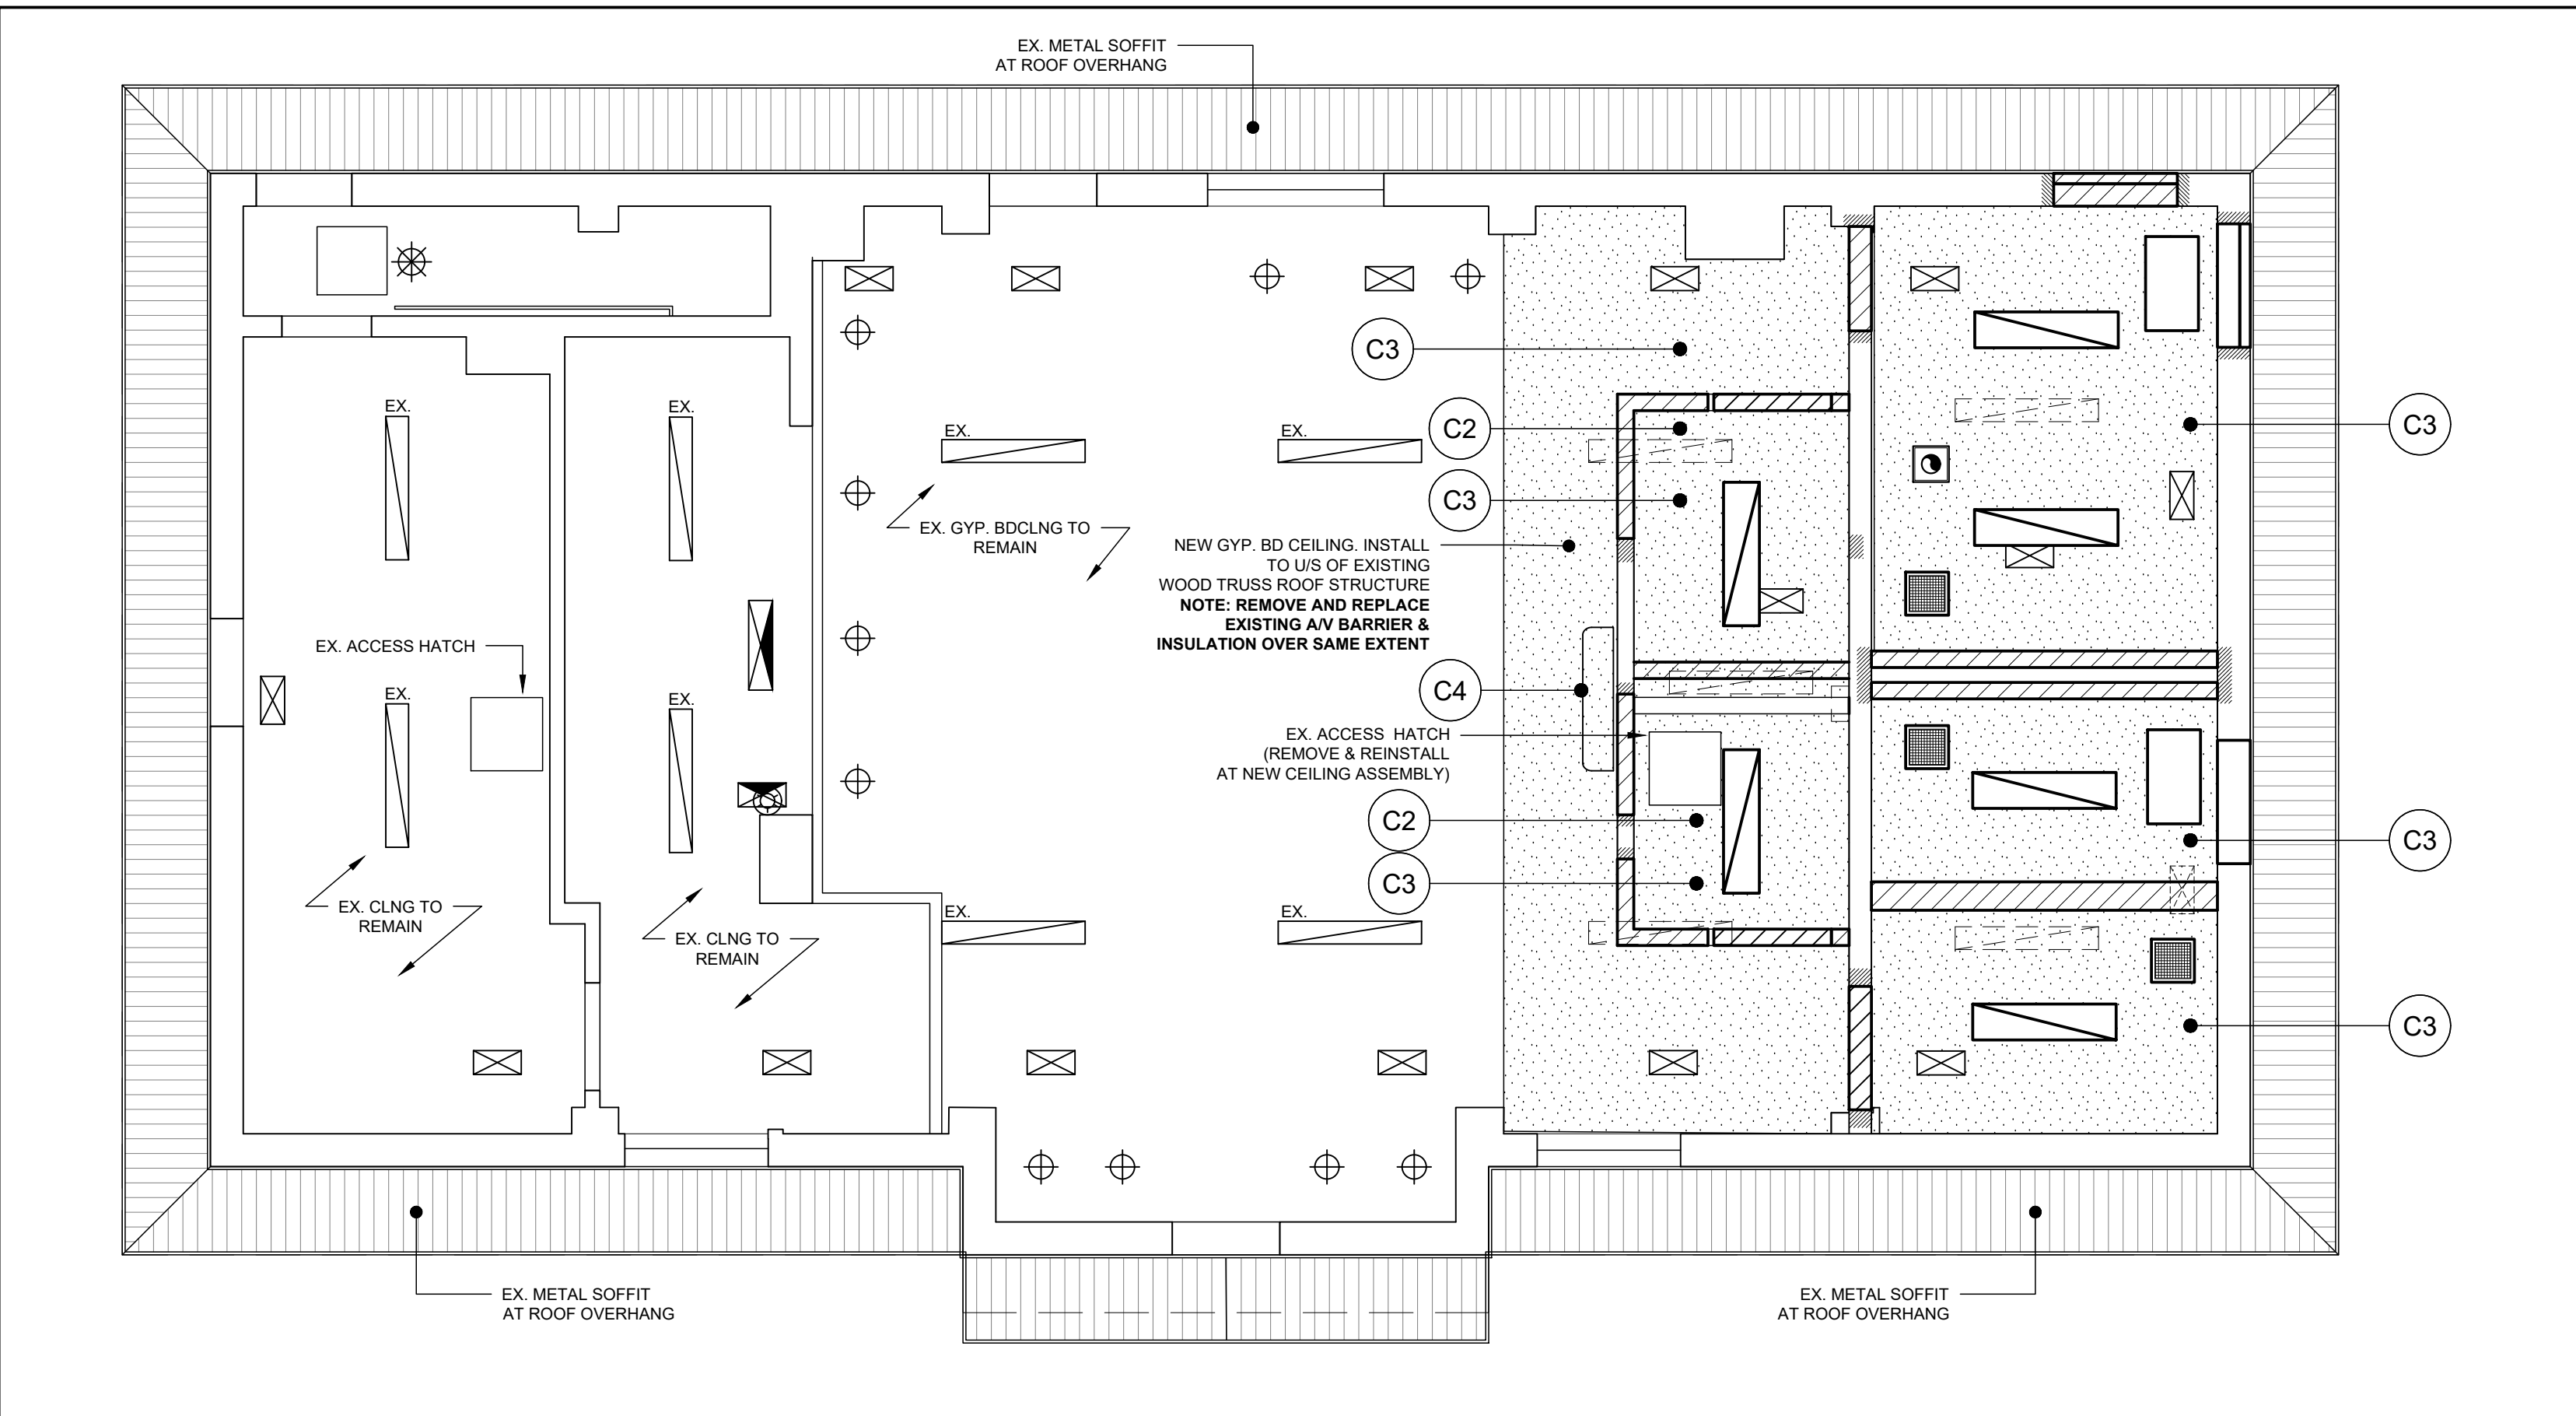 EX. METAL SOFFIT
AT ROOF OVERHANG
C3
EX.
EX.
EX.
EX.
C2
C3
C3
EX. GYP. BDCLNG TO
REMAIN
NEW GYP. BD CEILING. INSTALL
TO U/S OF EXISTING
WOOD TRUSS ROOF STRUCTURE
NOTE: REMOVE AND REPLACE
EXISTING A/V BARRIER &
INSULATION OVER SAME EXTENT
EX. ACCESS HATCH
EX.
EX.
C4
EX. ACCESS HATCH
(REMOVE & REINSTALL
AT NEW CEILING ASSEMBLY)
C2
C3
C3
EX. CLNG TO
REMAIN
EX. CLNG TO
REMAIN
EX.
EX.
C3
EX. METAL SOFFIT
AT ROOF OVERHANG
EX. METAL SOFFIT
AT ROOF OVERHANG